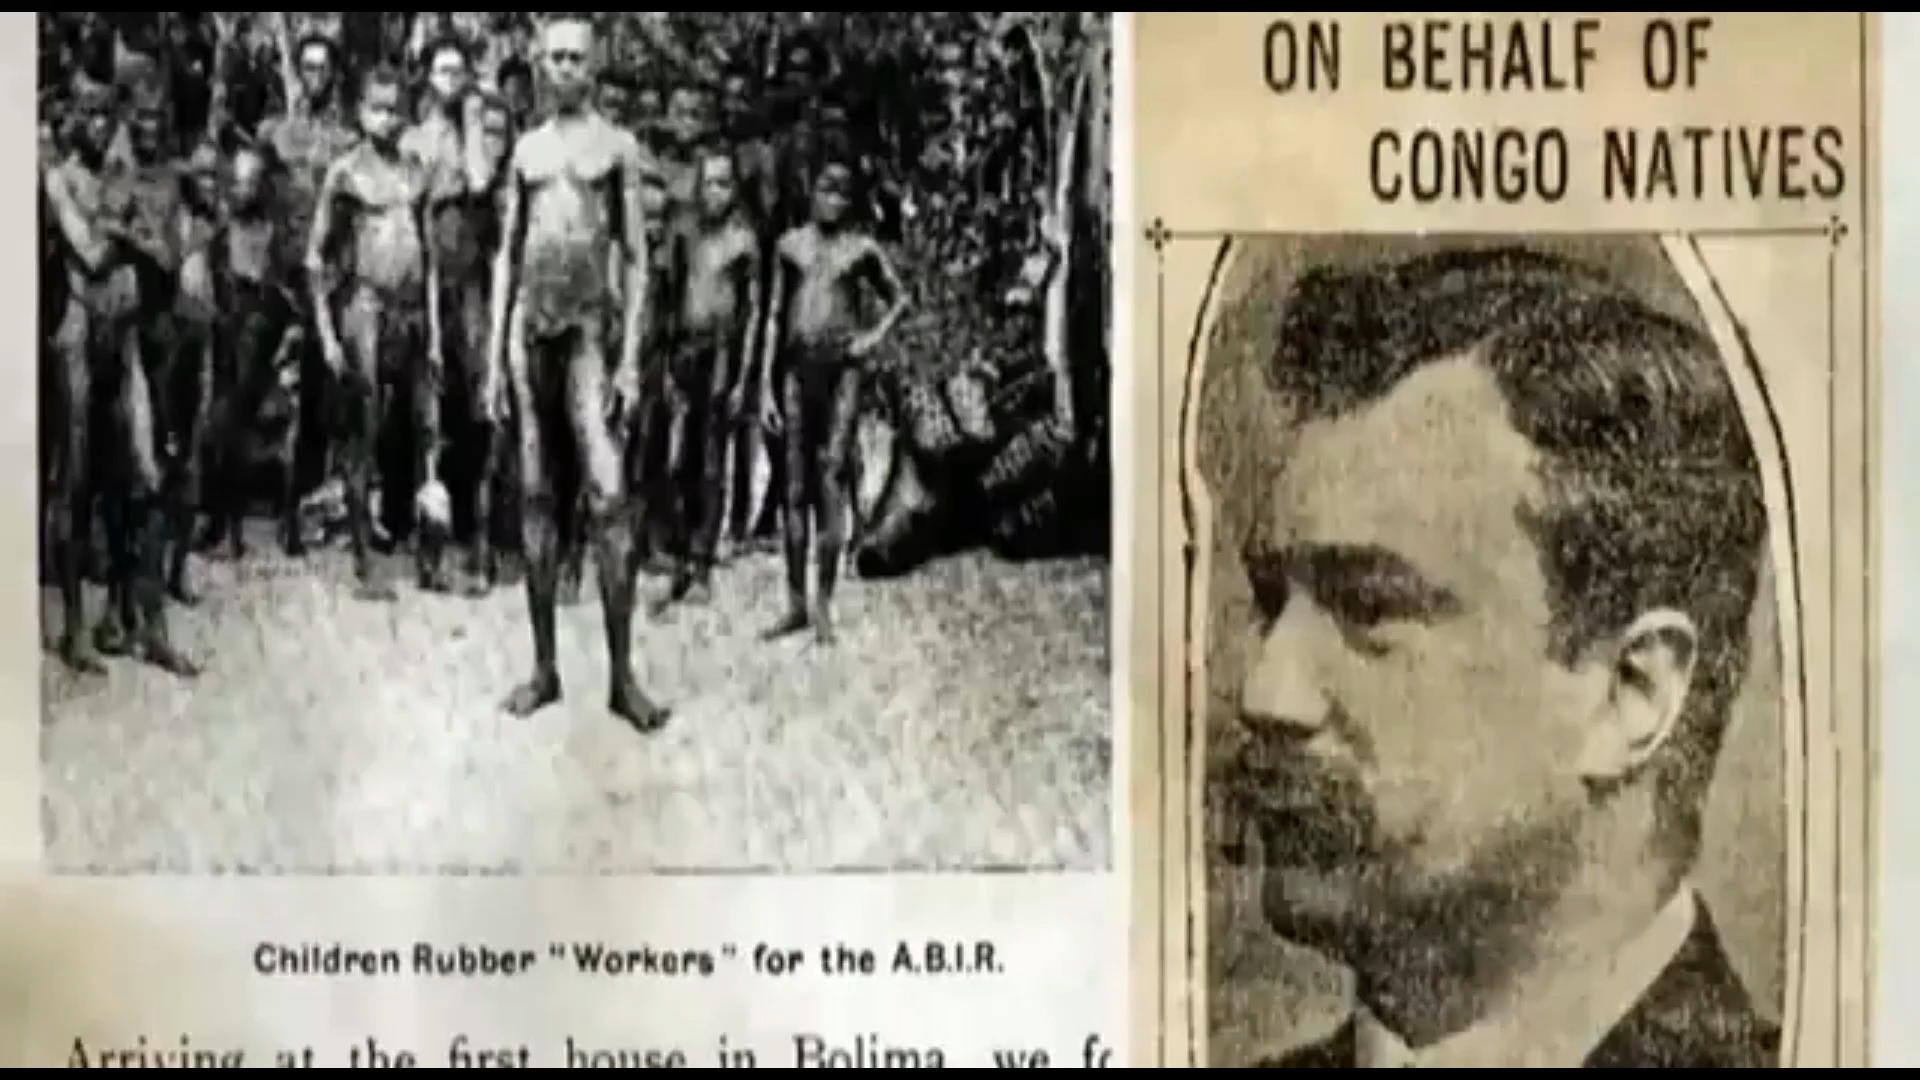 ON BEHALF OF
CONGO NATIVES
Children Rubber "Workers" for the A.B.I.R.
Arriving at the first house in Bolima, we